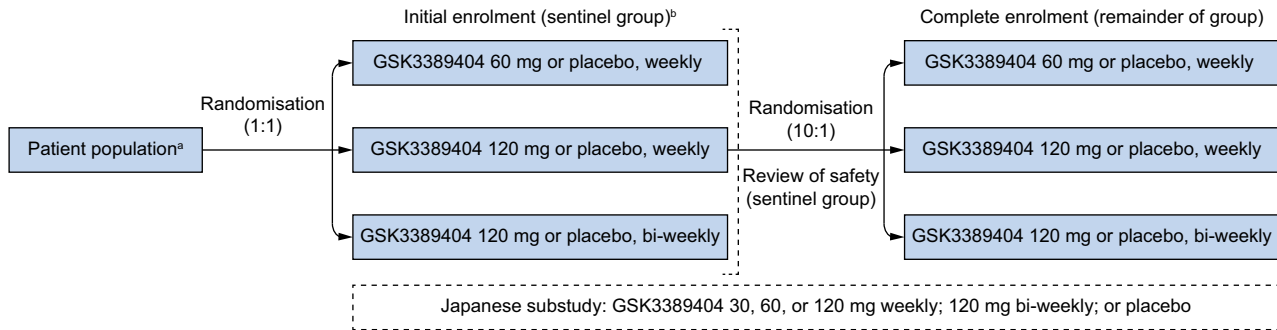 Initial enrolment (sentinel group)ᵇ
Complete enrolment (remainder of group)
GSK3389404 60 mg or placebo, weekly
GSK3389404 60 mg or placebo, weekly
Randomisation
(1:1)
Randomisation
(10:1)
Patient populationᵃ
GSK3389404 120 mg or placebo, weekly
GSK3389404 120 mg or placebo, weekly
Review of safety
(sentinel group)
GSK3389404 120 mg or placebo, bi-weekly
GSK3389404 120 mg or placebo, bi-weekly
Japanese substudy: GSK3389404 30, 60, or 120 mg weekly; 120 mg bi-weekly; or placebo